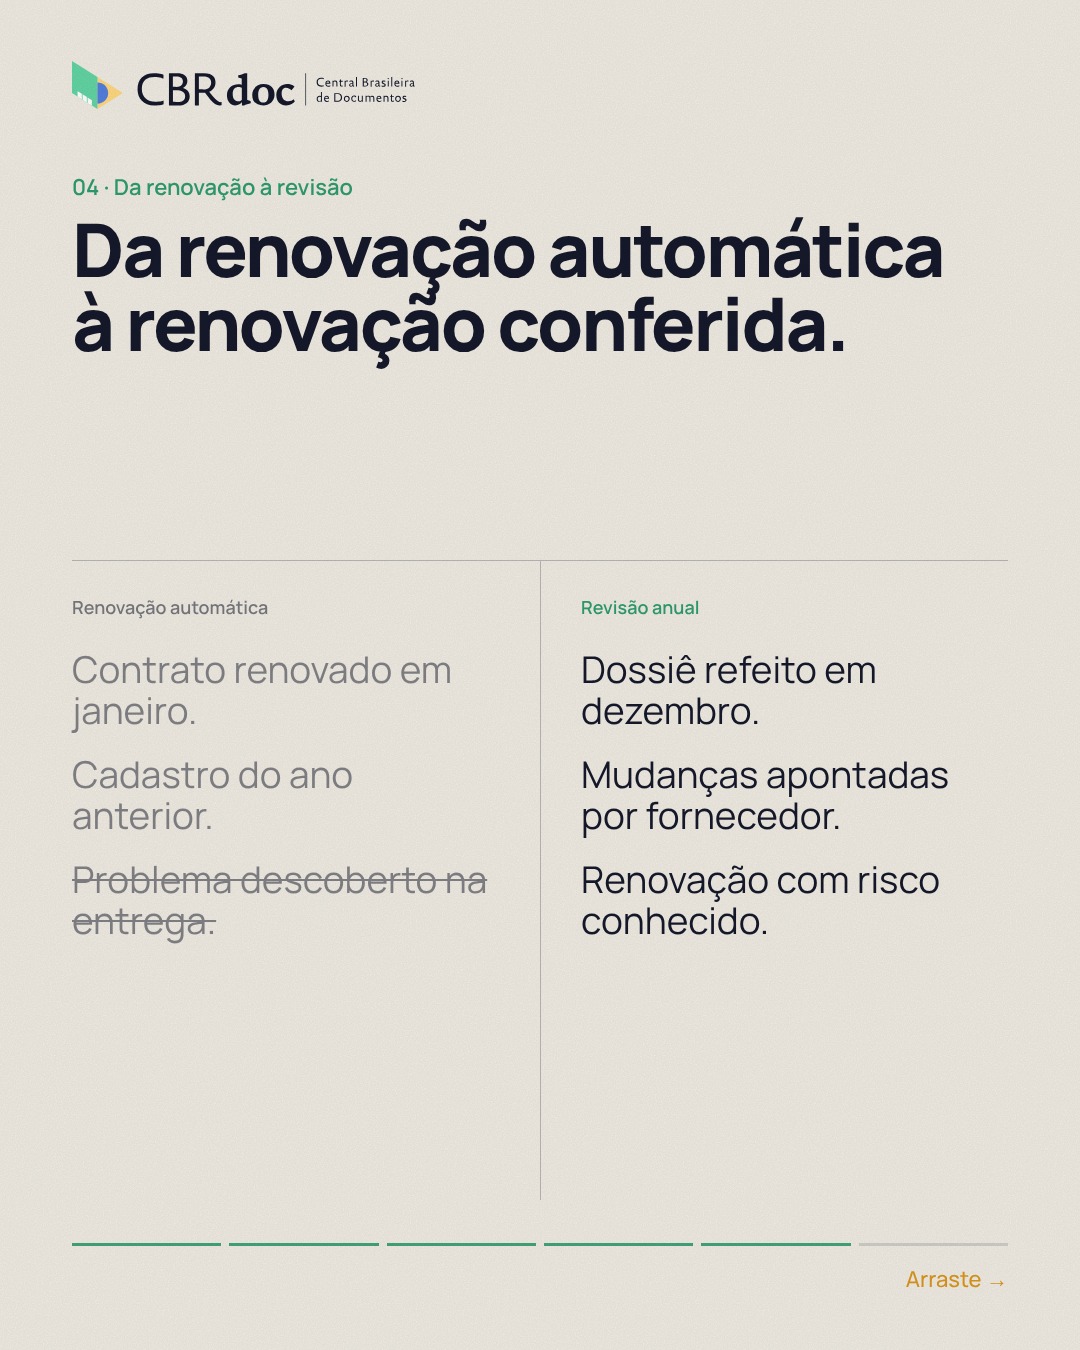 CBRdoc
Central Brasileira
de Documentos
04 · Da renovação à revisão
Da renovação automática
à renovação conferida.
Renovação automática
Contrato renovado em
janeiro.
Cadastro do ano
anterior.
Problema descoberto na
entrega.
Revisão anual
Dossiê refeito em
dezembro.
Mudanças apontadas
por fornecedor.
Renovação com risco
conhecido.
Arraste →